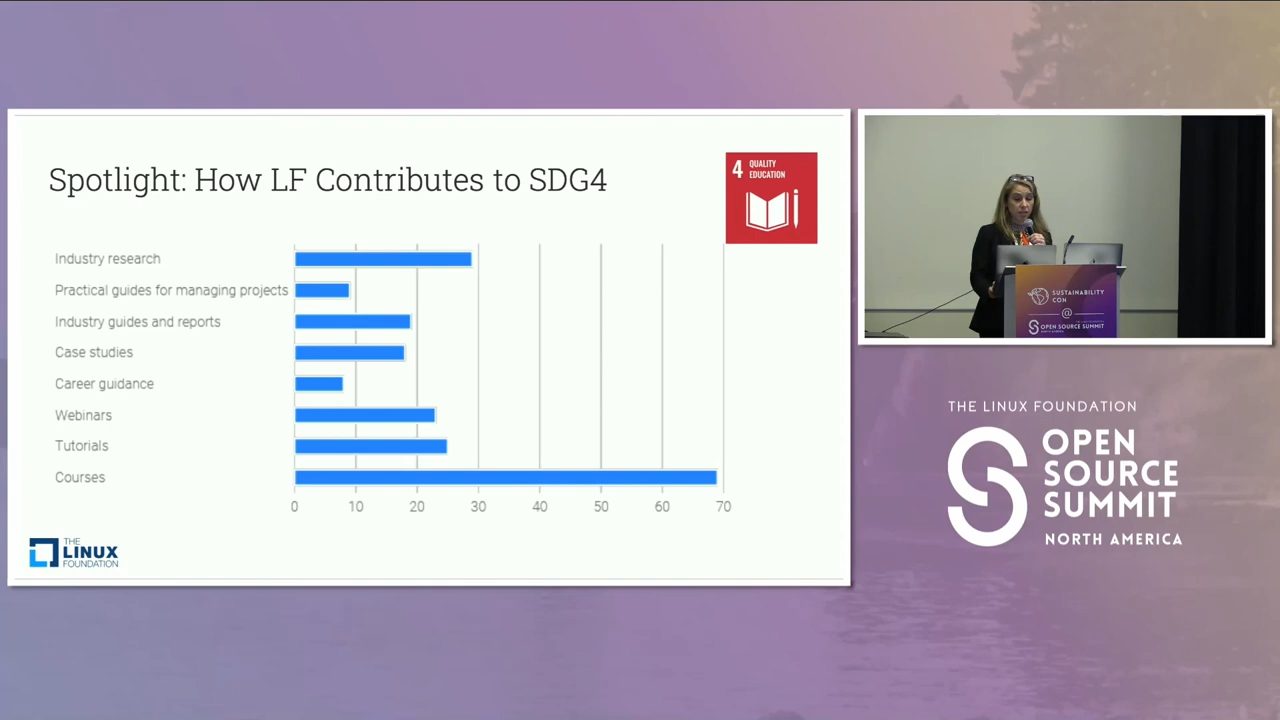 Spotlight: How LF Contributes to SDG4
4 QUALITY
EDUCATION
Industry research
Practical guides for managing projects
Industry guides and reports
Case studies
Career guidance
Webinars
Tutorials
Courses
0 10 20 30 40 50 60 70
THE
LINUX
FOUNDATION
SUSTAINABILITY
CON
@
OPEN SOURCE SUMMIT
THE LINUX FOUNDATION
OPEN
SOURCE
SUMMIT
NORTH AMERICA